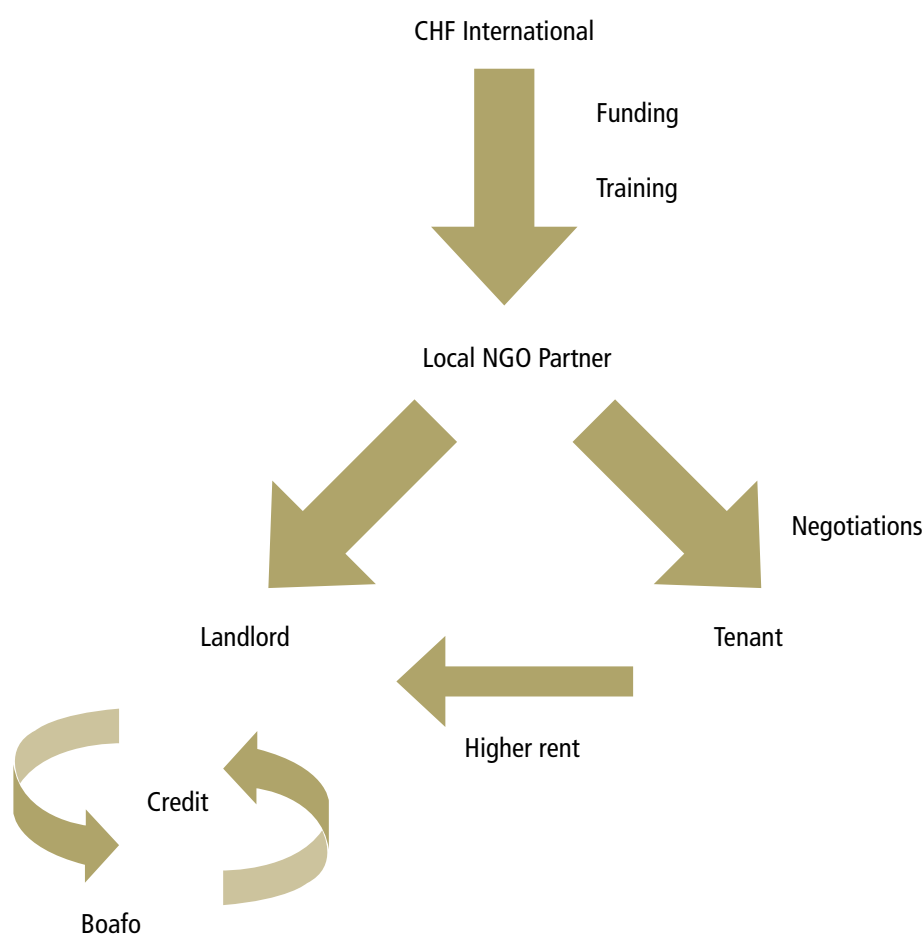 CHF International
Funding
Training
Local NGO Partner
Negotiations
Landlord
Tenant
Higher rent
Credit
Boafo